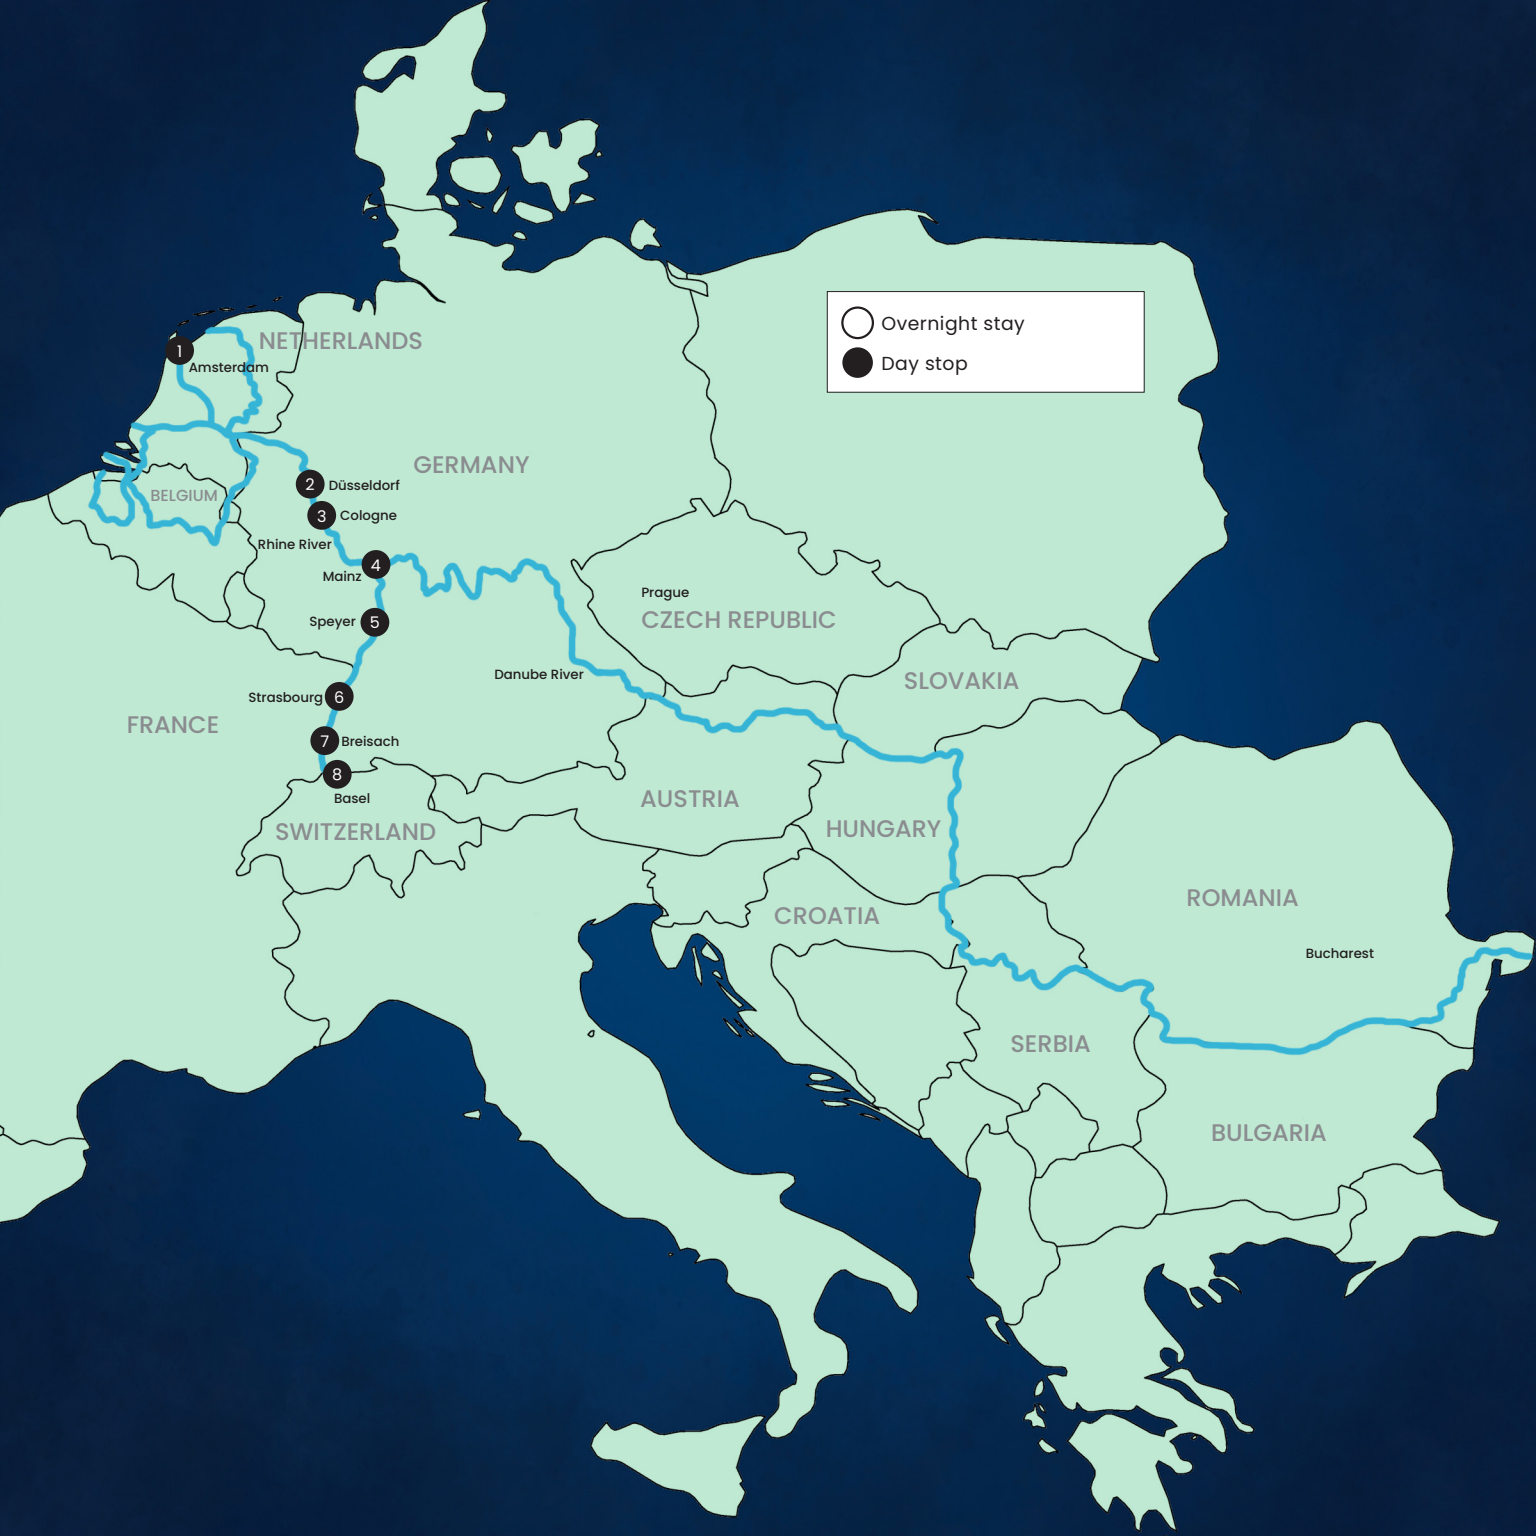 Overnight stay
Day stop
NETHERLANDS
1
Amsterdam
GERMANY
2 Düsseldorf
BELGIUM
3 Cologne
Rhine River
4
Mainz
Prague
CZECH REPUBLIC
Speyer 5
Danube River
SLOVAKIA
Strasbourg 6
FRANCE
7 Breisach
8
Basel
AUSTRIA
SWITZERLAND
HUNGARY
ROMANIA
CROATIA
Bucharest
SERBIA
BULGARIA